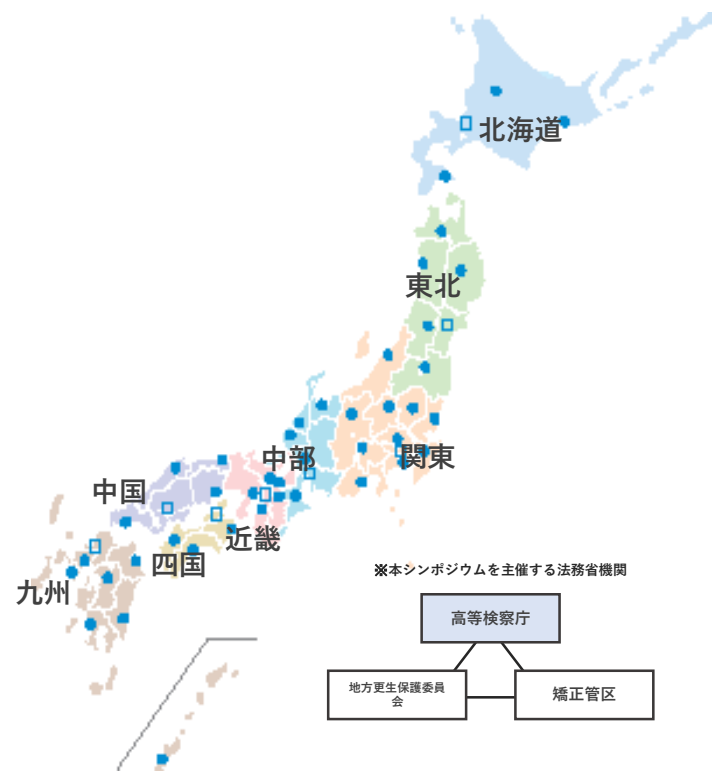 北海道
東北
中部
関東
中国
近畿
四国
九州
※本シンポジウムを主催する法務省機関
高等検察庁
地方更生保護委員
会
矯正管区